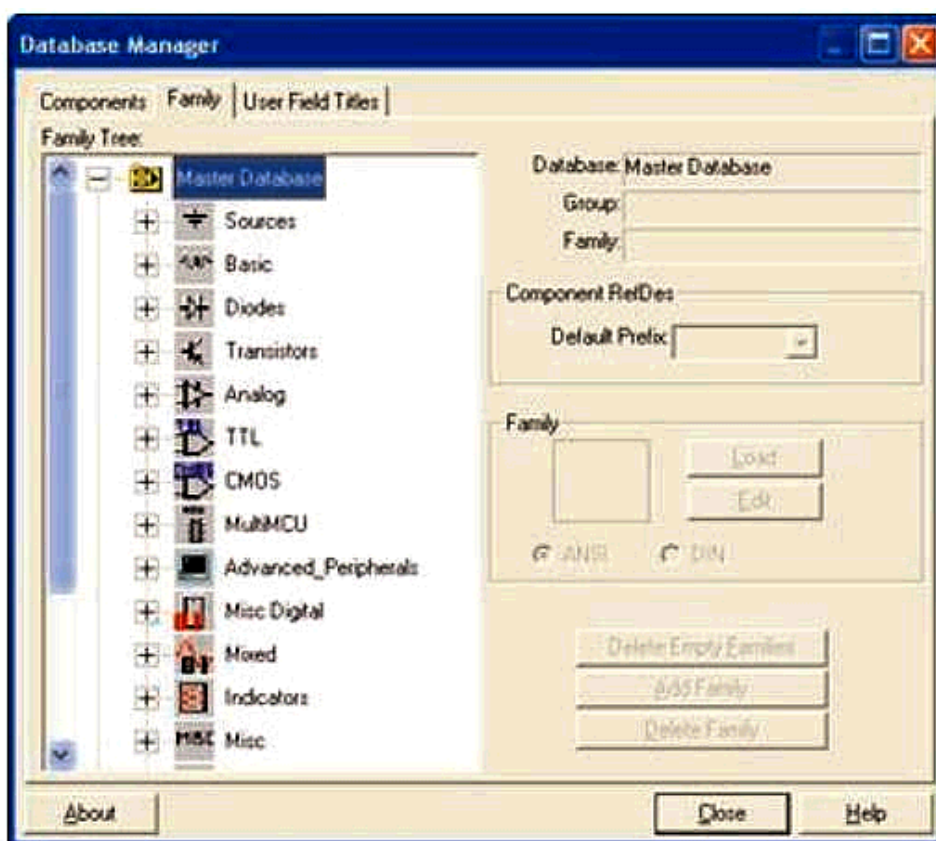 Database Manager
Components Family User Field Titles
Family Tree:
Master Database
Sources
Basic
Diodes
Transistors
Analog
TTL
CMOS
MultiMCU
Advanced_Peripherals
Misc Digital
Mixed
Indicators
MISC Misc
Database: Master Database
Group:
Family:
Component RefDes
Default Prefix:
Family
Load
Edit
ANSI DIN
Delete Empty Families
Add Family
Delete Family
About Close Help